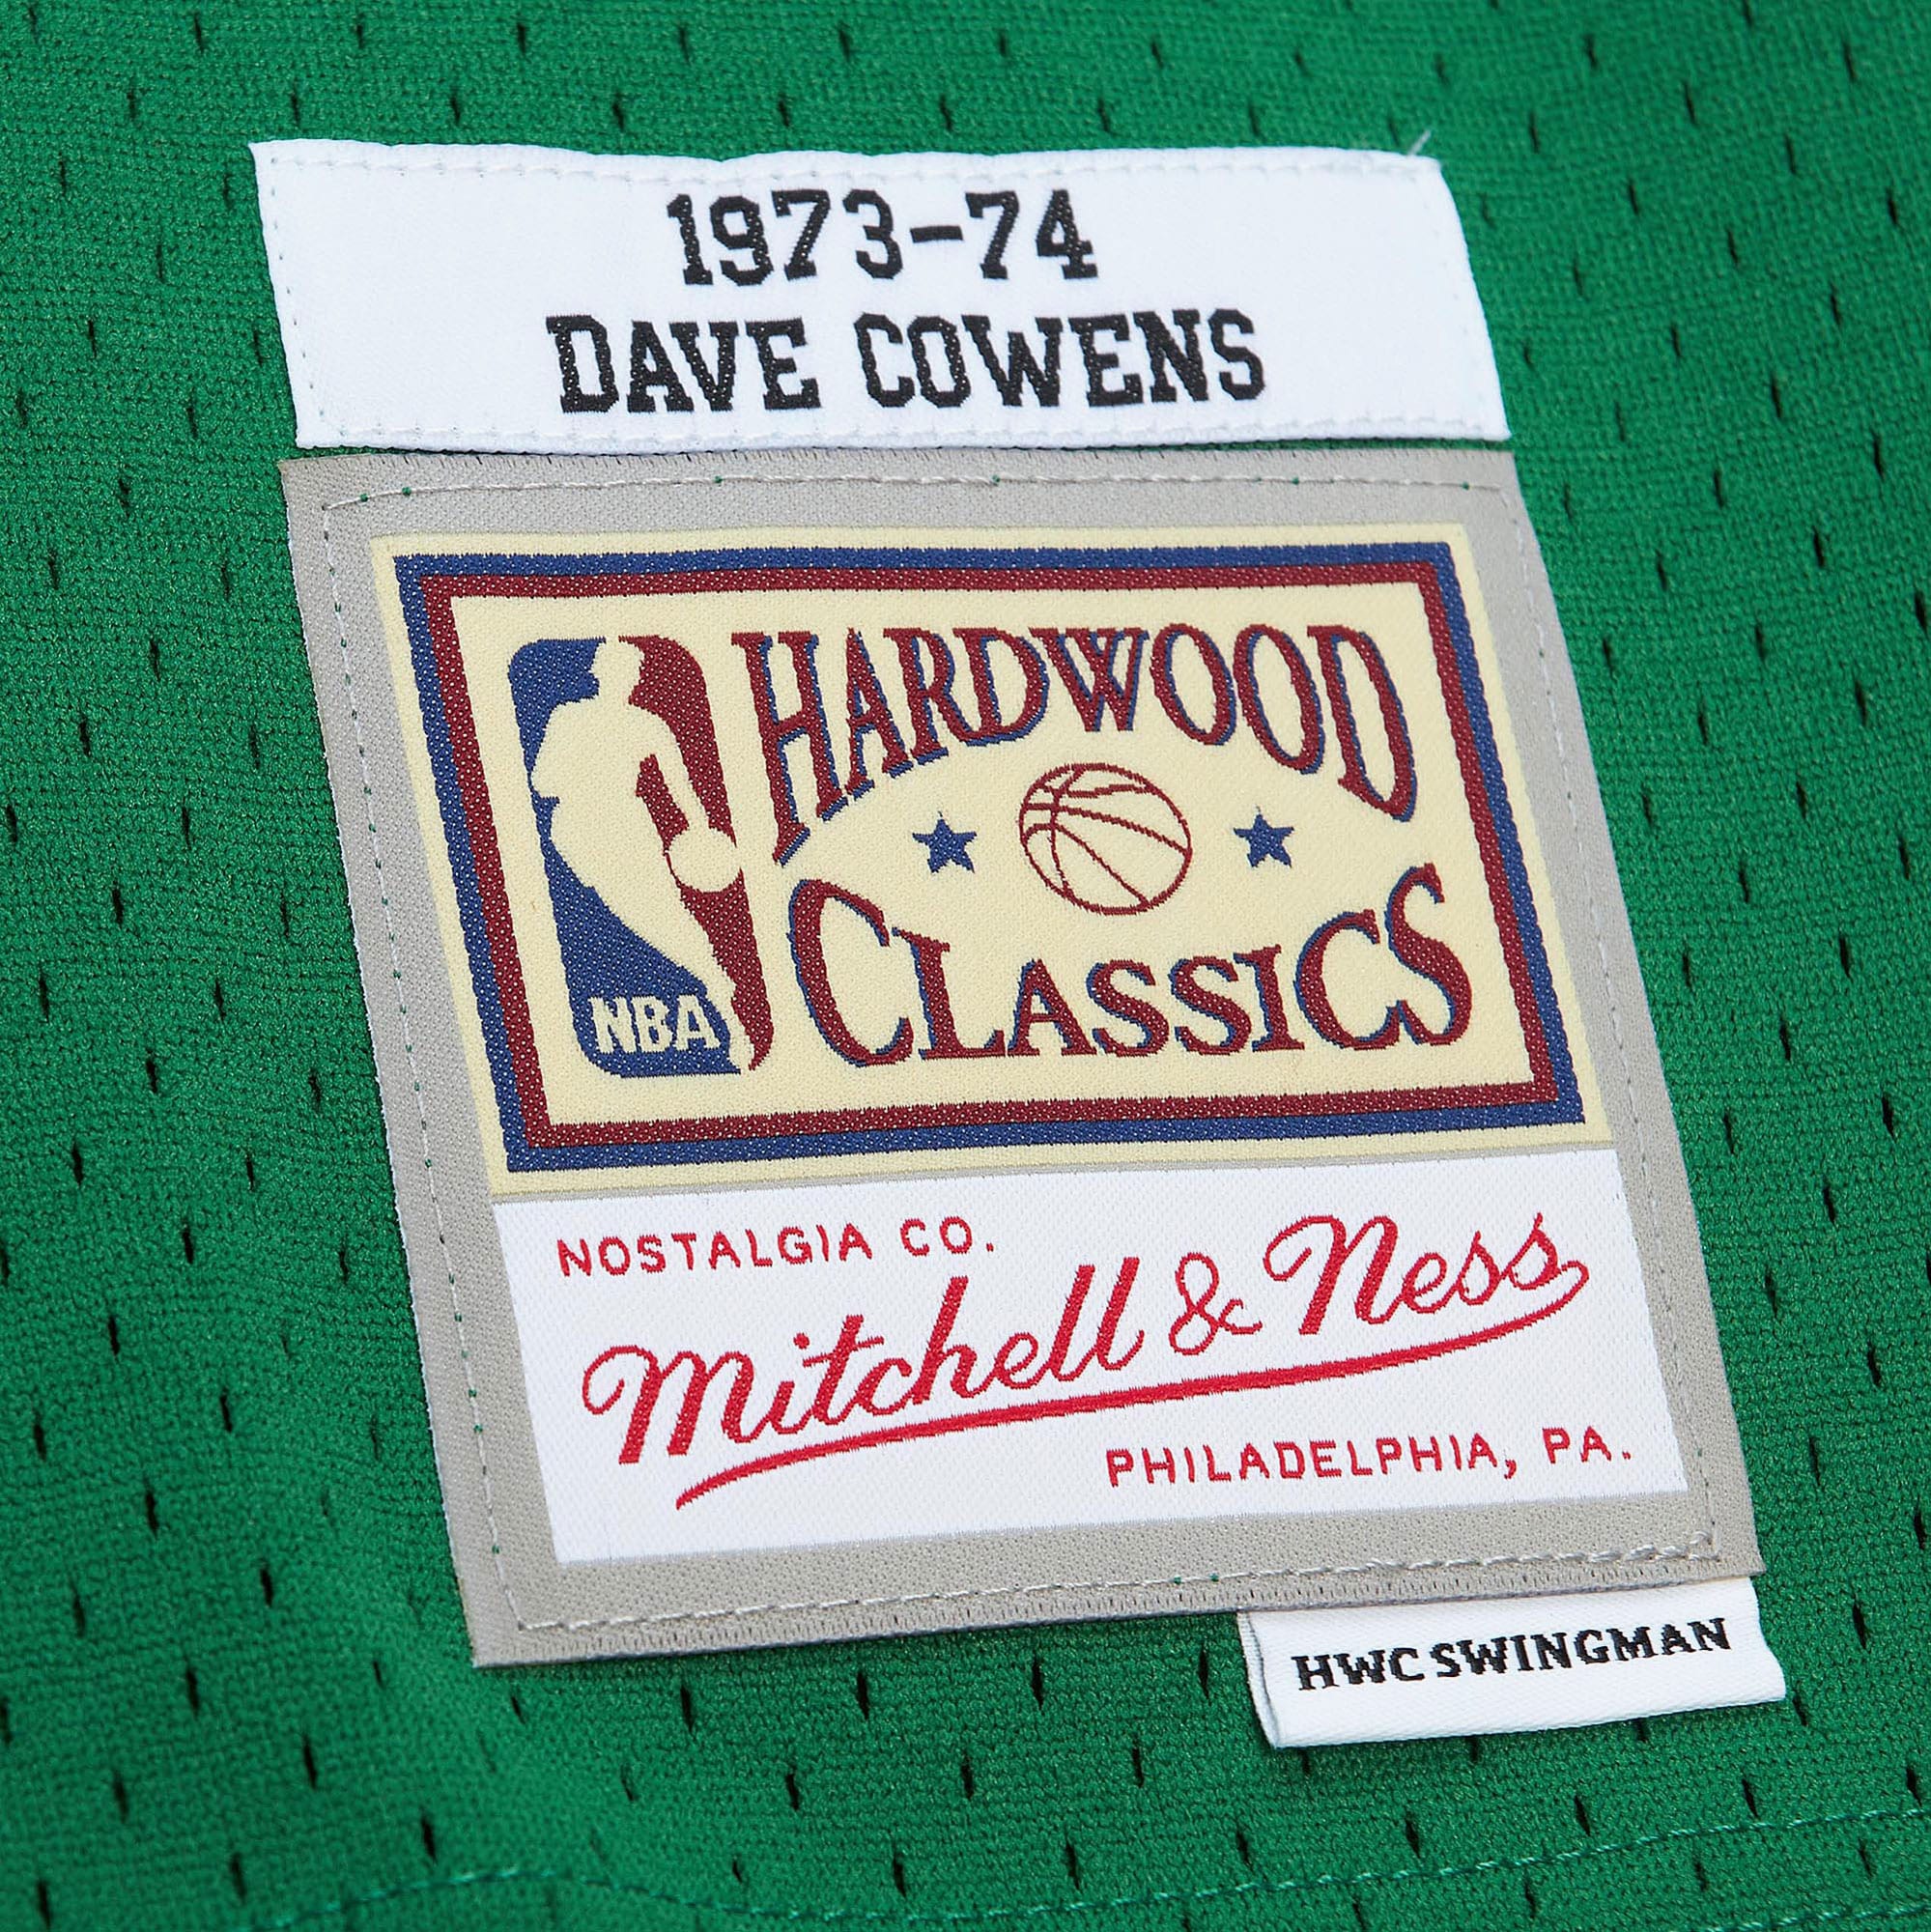 1973-74
DAVE COWENS
HARDWOOD
CLASSICS
NBA
NOSTALGIA CO.
Mitchell & Ness
PHILADELPHIA, PA.
HWC SWINGMAN